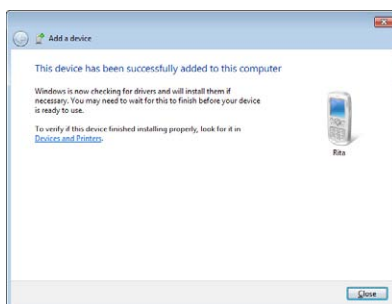 Add a device
This device has been successfully added to this computer
Windows is now checking for drivers and will install them if
necessary. You may need to wait for this to finish before your device
is ready to use.
To verify if this device finished installing properly, look for it in
Devices and Printers.
Rita
Close